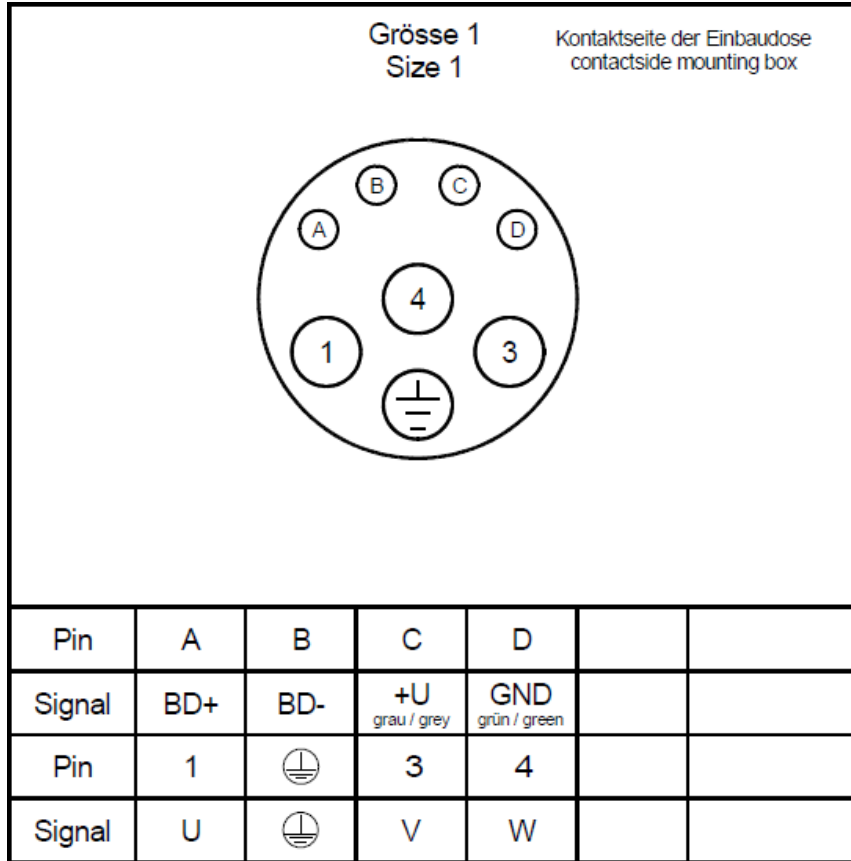 Grösse 1
Size 1
Kontaktseite der Einbaudose
contactside mounting box
B
C
A
D
4
1
3
Pin A B C D
Signal BD+ BD- +U GND
grau / grey grün / green
Pin 1 3 4
Signal U V W